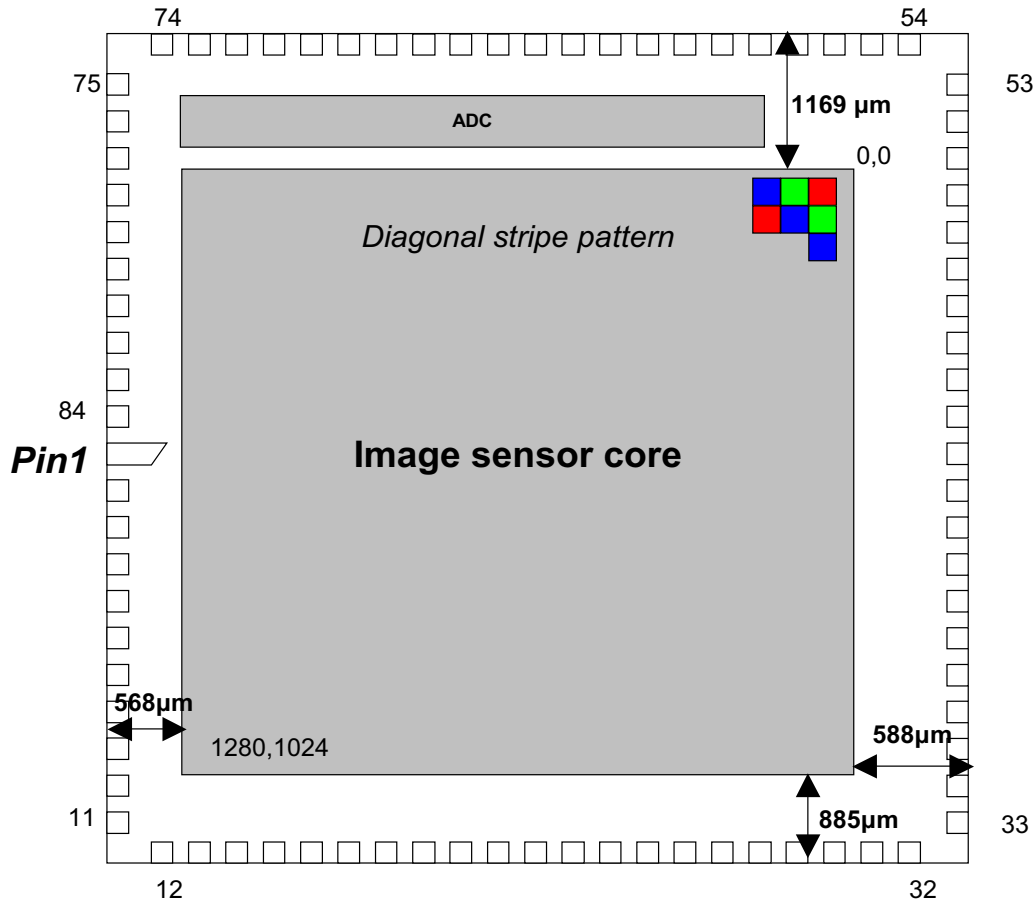 74
54
75
53
ADC
1169 µm
0,0
Diagonal stripe pattern
84
Pin1
Image sensor core
568µm
1280,1024
588µm
11
885µm
33
12
32